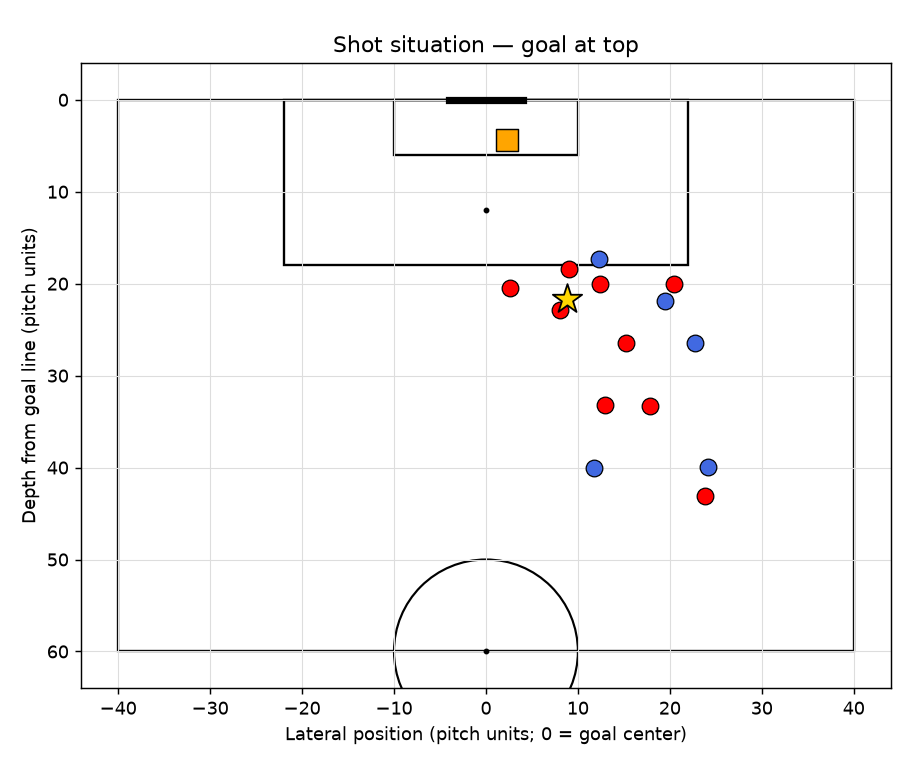 Shot situation — goal at top
Depth from goal line (pitch units)
0
10
20
30
40
50
60
−40 −30 −20 −10 0 10 20 30 40
Lateral position (pitch units; 0 = goal center)